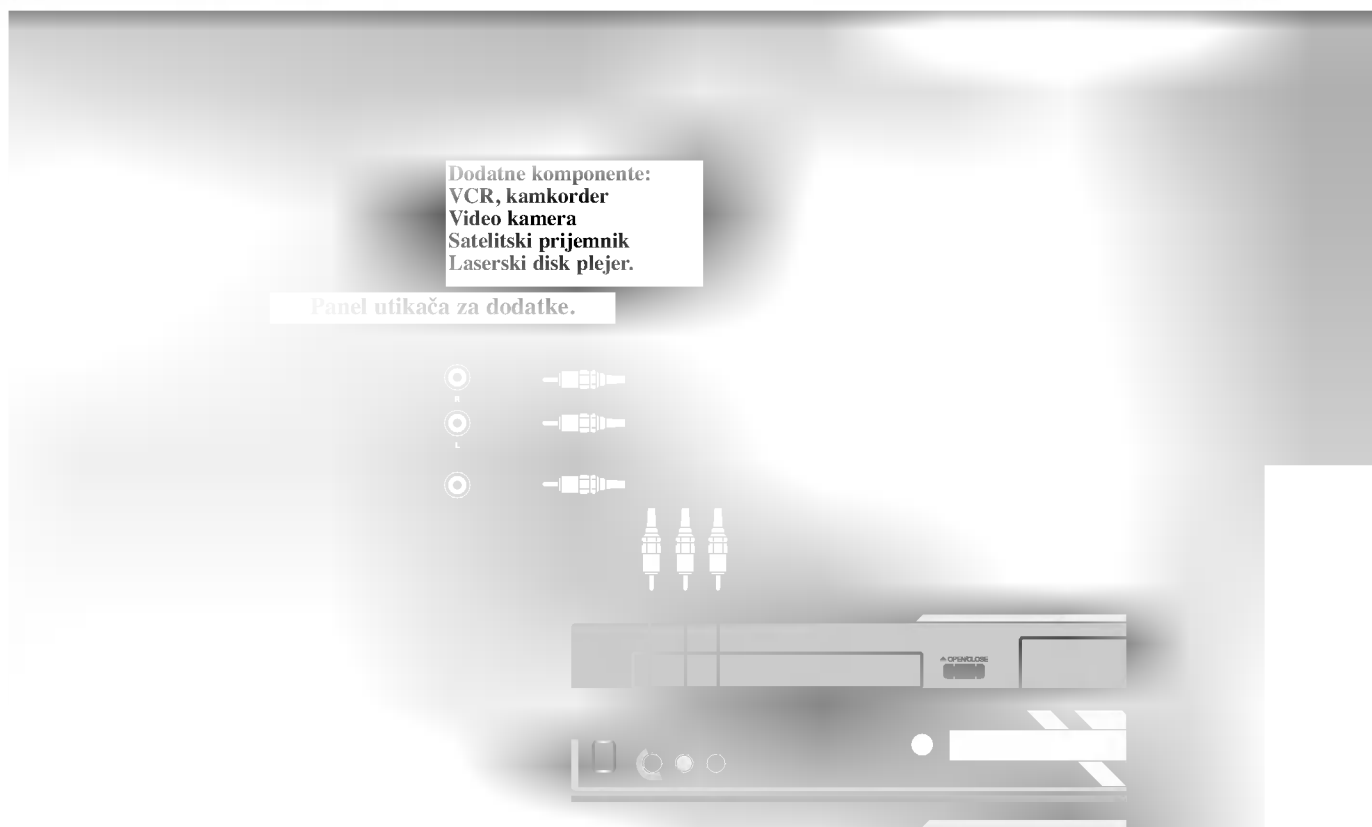 Dodatne komponente:
VCR, kamkorder
Video kamera
Satelitski prijemnik
Laserski disk plejer.
Panel utikača za dodatke.
R
L
OPEN/CLOSE